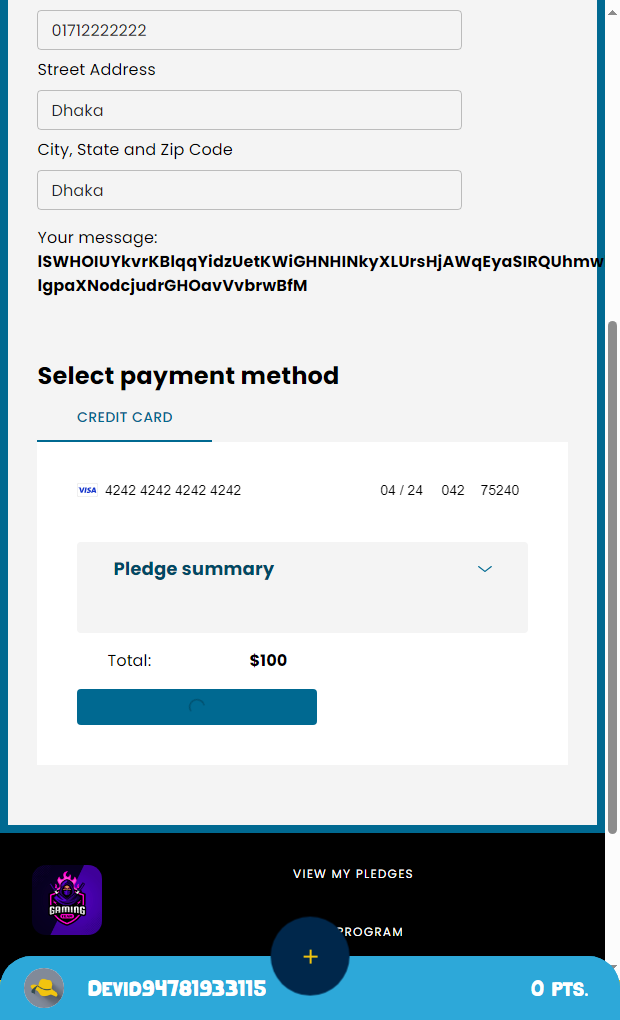 01712222222
Street Address
Dhaka
City, State and Zip Code
Dhaka
Your message:
Select payment method
CREDIT CARD
VISA 4242 4242 4242 4242 04 / 24 042 75240
Pledge summary
Total: $100
VIEW MY PLEDGES
GAMING
PROGRAM
+
Devid94781933115 0 PTS.